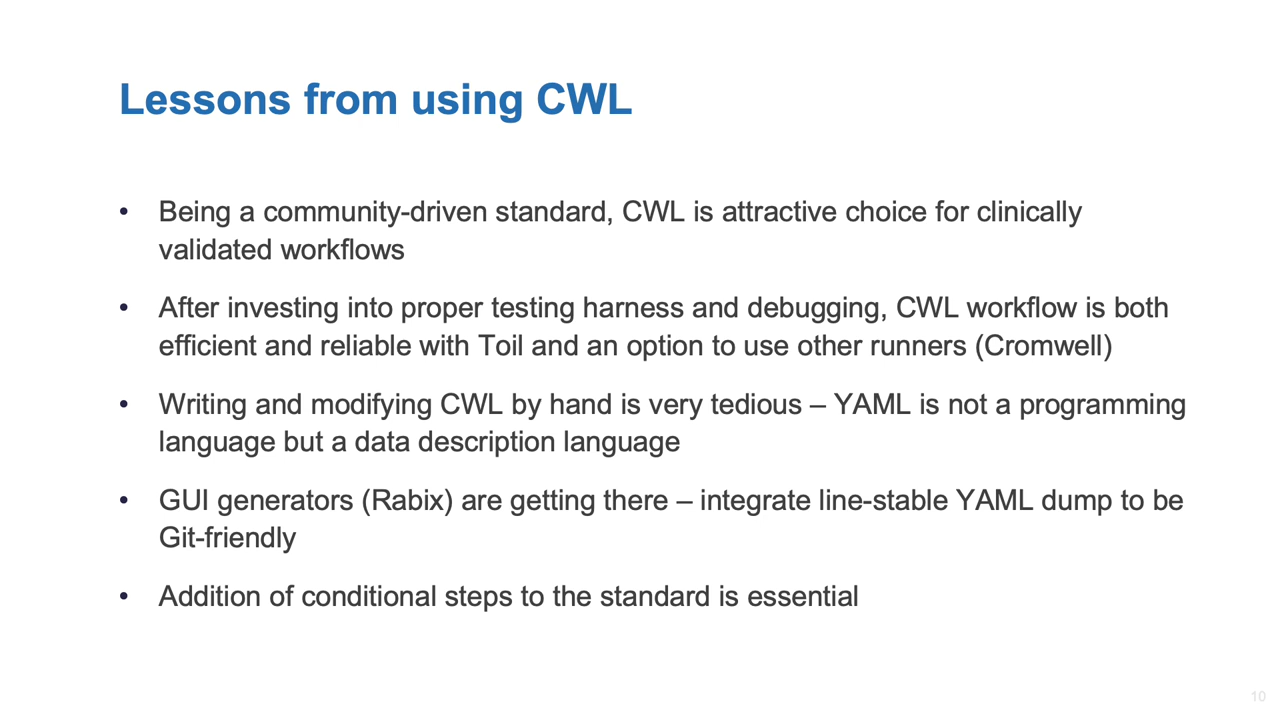 Lessons from using CWL
• Being a community-driven standard, CWL is attractive choice for clinically
validated workflows
• After investing into proper testing harness and debugging, CWL workflow is both
efficient and reliable with Toil and an option to use other runners (Cromwell)
• Writing and modifying CWL by hand is very tedious – YAML is not a programming
language but a data description language
• GUI generators (Rabix) are getting there – integrate line-stable YAML dump to be
Git-friendly
• Addition of conditional steps to the standard is essential
10